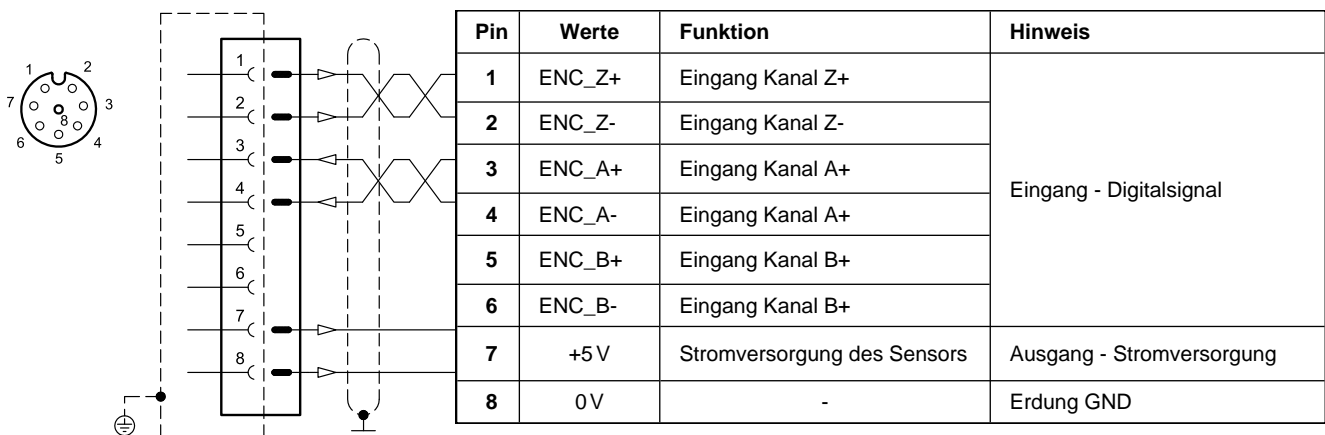 1 2
7 3
8
6 4
5
1
2
3
4
5
6
7
8
Pin Werte Funktion Hinweis
1 ENC_Z+ Eingang Kanal Z+
2 ENC_Z- Eingang Kanal Z-
3 ENC_A+ Eingang Kanal A+
Eingang - Digitalsignal
4 ENC_A- Eingang Kanal A+
5 ENC_B+ Eingang Kanal B+
6 ENC_B- Eingang Kanal B+
7 +5 V Stromversorgung des Sensors Ausgang - Stromversorgung
8 0 V - Erdung GND